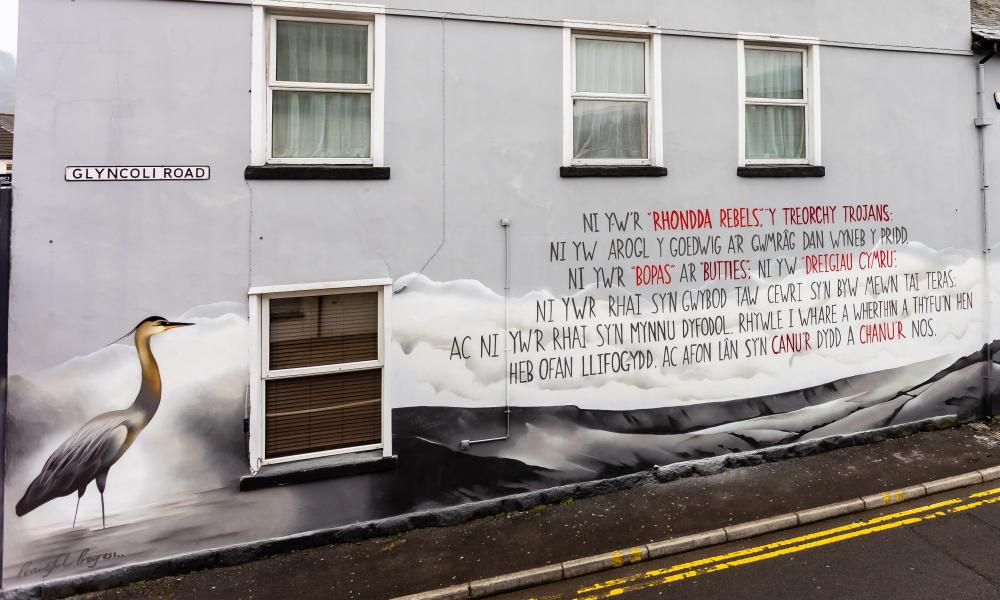 GLYNCOLI ROAD
NI Y'W'R "RHONDDA REBELS", "Y TREORCHY TROJANS;
NI YW AROGL Y GOEDWIG A'R GWMRÂG DAN WYNEB Y PRIDD.
NI YW'R "BOPAS" A'R "BUTTIES"; NI YW "DREIGIAU CYMRU":
NI YW'R RHAI SY'N GWYBOD TAW CEWRI SY'N BYW MEWN TAI TERAS:
AC NI YW'R RHAI SY'N MYNNU DYFODOL. RHYWLE I WHARE A WHERTHIN A THYFU'N HEN
HEB OFAN LLIFOGYDD. AC AFON LÂN SY'N CANU'R DYDD A CHANU'R NOS.
Peaceful Progress..